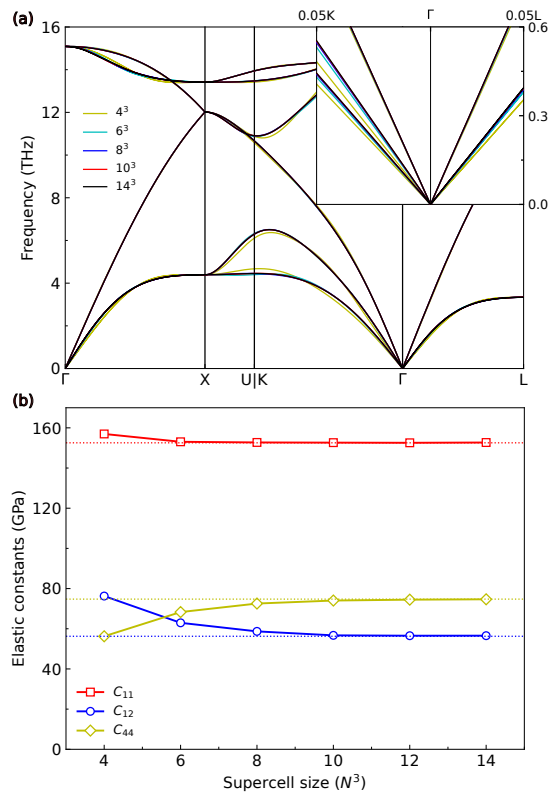 (a)
0.05K Γ 0.05L
16
12
8
4
0
Frequency (THz)
4³
6³
8³
10³
14³
0.6
0.3
0.0
Γ X U|K Γ L
(b)
160
120
80
40
0
Elastic constants (GPa)
C₁₁
C₁₂
C₄₄
4 6 8 10 12 14
Supercell size (N³)